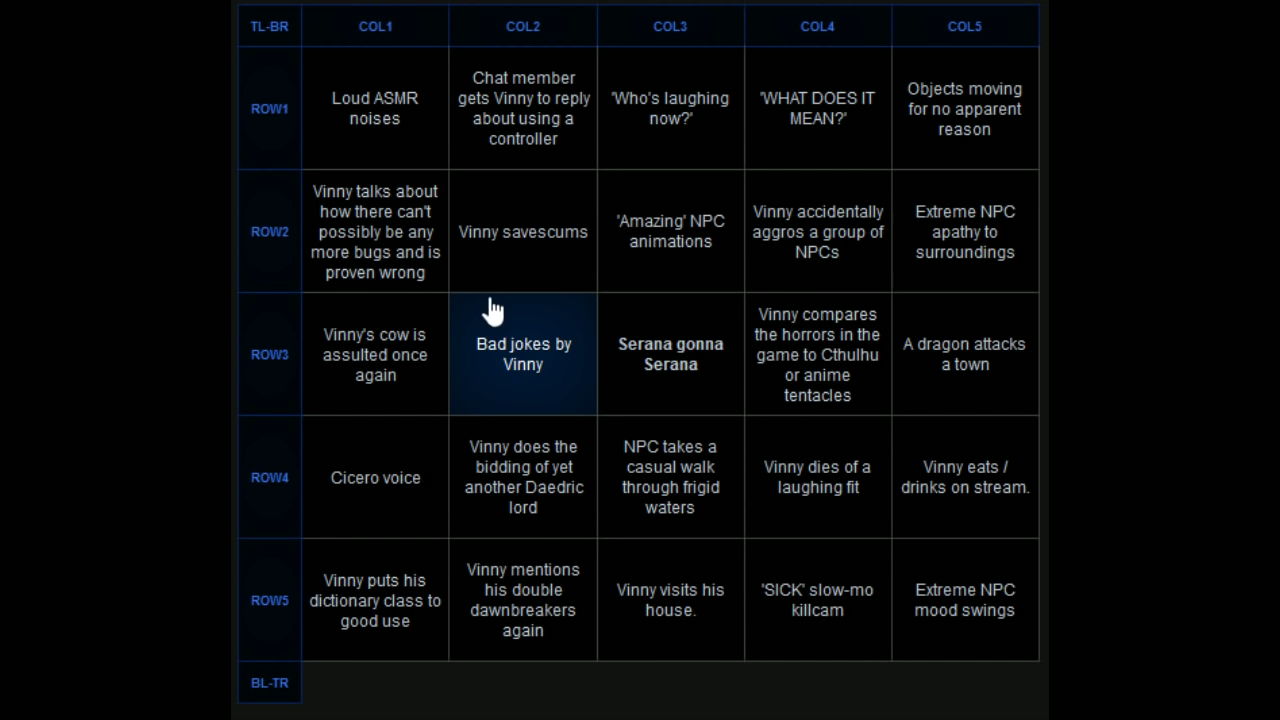 TL-BR COL1 COL2 COL3 COL4 COL5
ROW1
Loud ASMR
noises
Chat member
gets Vinny to reply
about using a
controller
'Who's laughing
now?'
'WHAT DOES IT
MEAN?'
Objects moving
for no apparent
reason
ROW2
Vinny talks about
how there can't
possibly be any
more bugs and is
proven wrong
Vinny savescums
'Amazing' NPC
animations
Vinny accidentally
aggros a group of
NPCs
Extreme NPC
apathy to
surroundings
ROW3
Vinny's cow is
assulted once
again
Bad jokes by
Vinny
Serana gonna
Serana
Vinny compares
the horrors in the
game to Cthulhu
or anime
tentacles
A dragon attacks
a town
ROW4
Cicero voice
Vinny does the
bidding of yet
another Daedric
lord
NPC takes a
casual walk
through frigid
waters
Vinny dies of a
laughing fit
Vinny eats /
drinks on stream.
ROW5
Vinny puts his
dictionary class to
good use
Vinny mentions
his double
dawnbreakers
again
Vinny visits his
house.
'SICK' slow-mo
killcam
Extreme NPC
mood swings
BL-TR